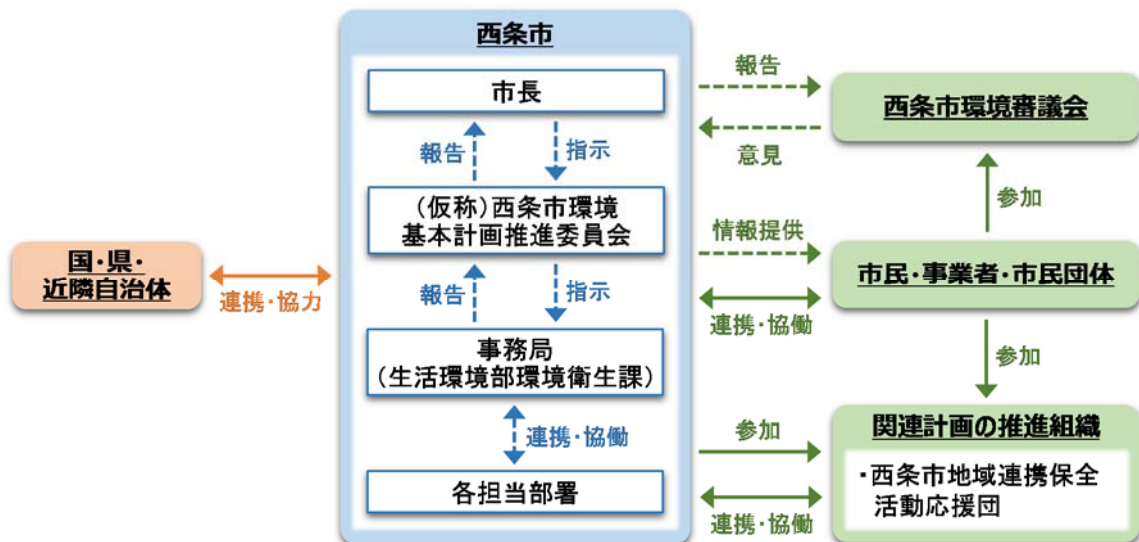 西条市
市長
報告
指示
(仮称)西条市環境
基本計画推進委員会
報告
指示
事務局
(生活環境部環境衛生課)
連携・協働
各担当部署
国・県・
近隣自治体
連携・協力
報告
意見
西条市環境審議会
参加
情報提供
連携・協働
市民・事業者・市民団体
参加
参加
連携・協働
関連計画の推進組織
・西条市地域連携保全
活動応援団